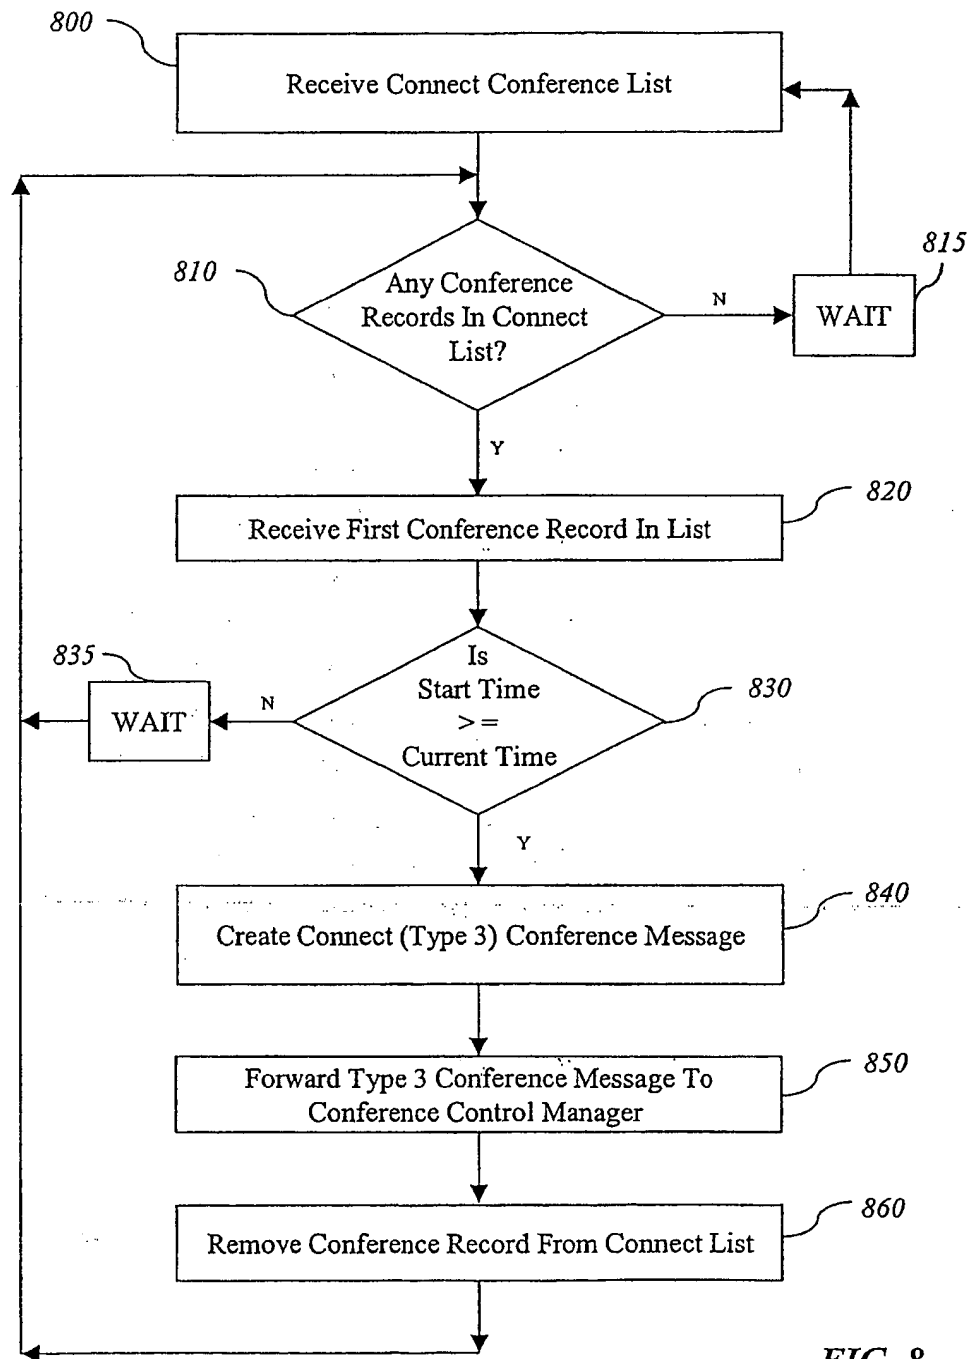 800
Receive Connect Conference List
815
810
Any Conference
Records In Connect
List?
N
WAIT
Y
820
Receive First Conference Record In List
835
Is
Start Time
>=
Current Time
830
N
WAIT
Y
840
Create Connect (Type 3) Conference Message
850
Forward Type 3 Conference Message To
Conference Control Manager
860
Remove Conference Record From Connect List
FIG. 8